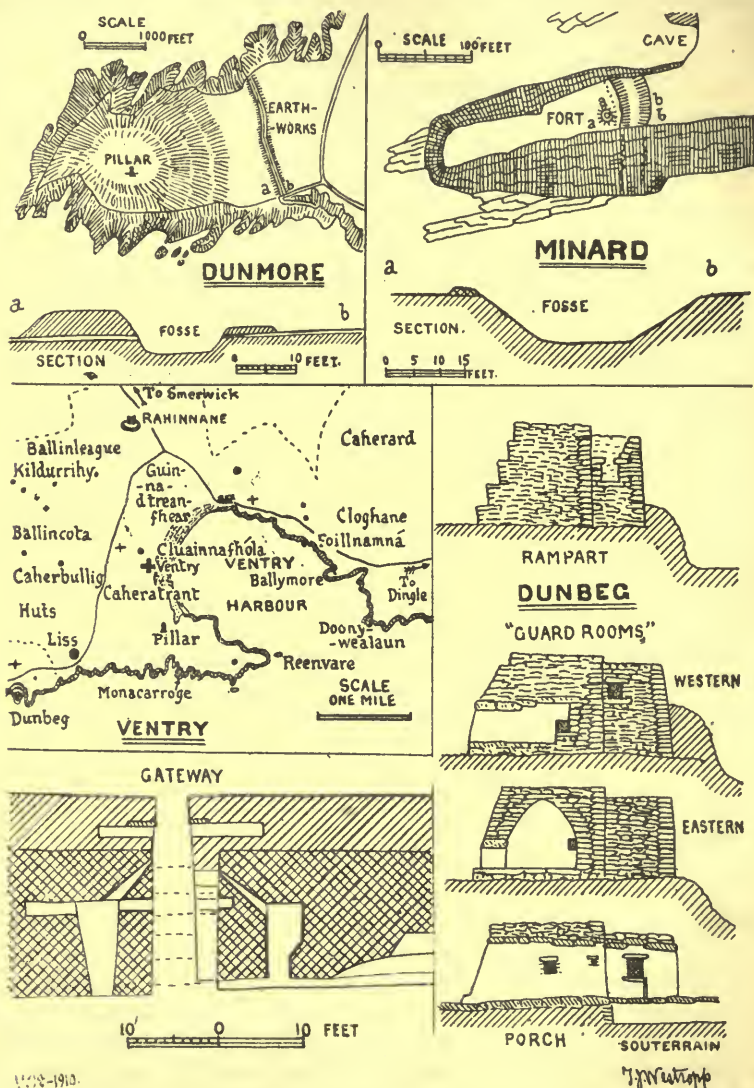 SCALE
0 1000 FEET
EARTH-
-WORKS
PILLAR
a b
DUNMORE
a b
FOSSE
SECTION
0 10 FEET.
0 SCALE 100 FEET
CAVE
FORT a
a
b
b
MINARD
a b
FOSSE
SECTION.
0 5 10 15
FEET.
To Smerwick
RAHINNANE
Ballinleague
Kildurrihy.
Caherard
Guin-
-na-
dtrean-
fhear
Ballincota
Cloghane
Foillnamná
Cluainnafhóla
Ventry
VENTRY
Caherbullig
Ballymore
To
Dingle
Caheratrant
HARBOUR
Huts
Liss
Pillar
Doony-
-wealaun
Reenvare
Monacarroge
SCALE
ONE MILE
Dunbeg
VENTRY
RAMPART
DUNBEG
"GUARD ROOMS"
WESTERN
EASTERN
PORCH
SOUTERRAIN
GATEWAY
10' 0 10 FEET
-1910.
T.J. Westropp